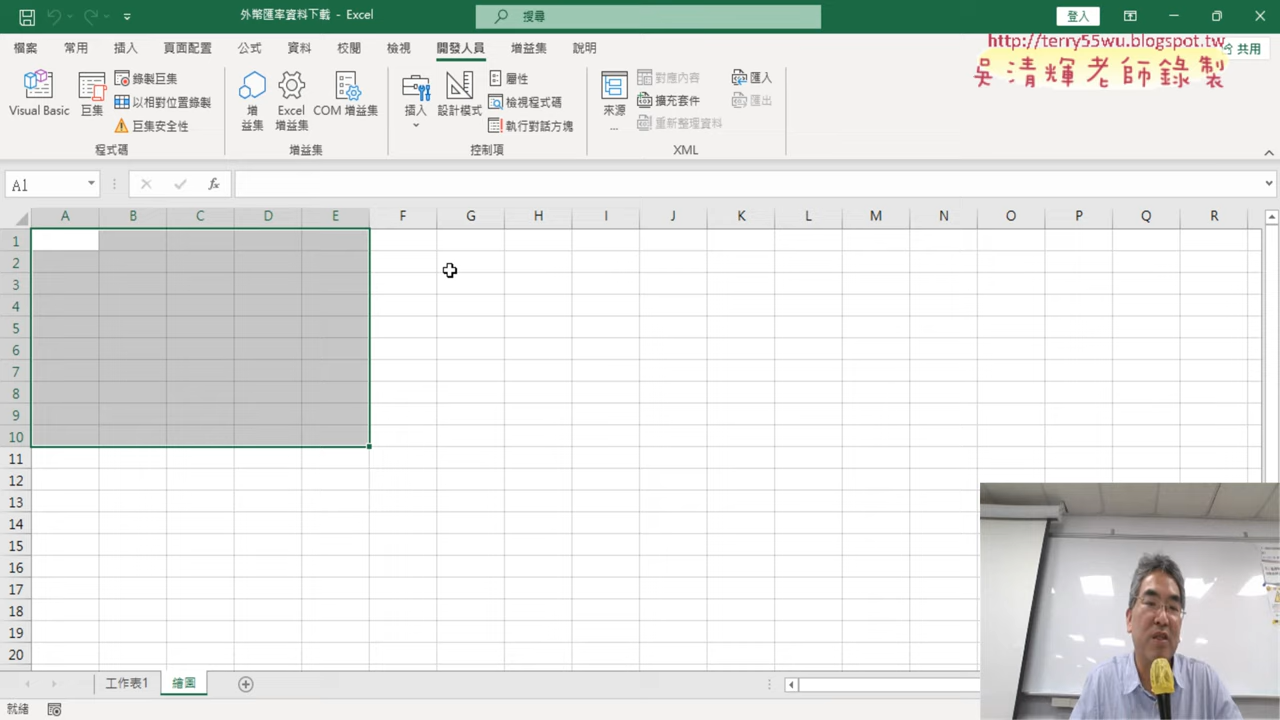 外幣匯率資料下載 - Excel
搜尋
登入
http://terry55wu.blogspot.tw
吳清輝老師錄製
檔案 常用 插入 頁面配置 公式 資料 校閱 檢視 開發人員 增益集 說明
共用
Visual Basic
巨集
錄製巨集
以相對位置錄製
巨集安全性
程式碼
增益集
Excel 增益集
COM 增益集
增益集
插入
設計模式
屬性
檢視程式碼
執行對話方塊
控制項
來源
...
對應內容
擴充套件
重新整理資料
匯入
匯出
XML
A1
fx
A B C D E F G H I J K L M N O P Q R
1
2
3
4
5
6
7
8
9
10
11
12
13
14
15
16
17
18
19
20
工作表1 繪圖
就緒